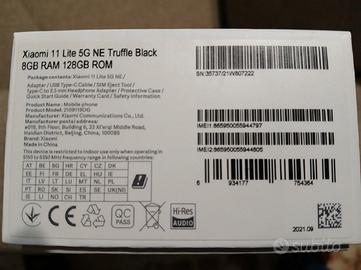 Xiaomi 11 Lite 5G NE Truffle Black
8GB RAM 128GB ROM
Package Contents: Xiaomi 11 Lite 5G NE /
Adapter / USB Type-C Cable / SIM Eject Tool /
Type-C to 3.5 mm Headphone Adapter / Protective Case /
Quick Start Guide / Warranty Card / Safety Information
Product Name: Mobile phone
Model: 2109119DG
Manufacturer: Xiaomi Communications Co., Ltd.
#019, 9th Floor, Building 6, 33 Xi'erqi Middle Road,
Haidian District, Beijing, China, 100085
Brand: Xiaomi
Made in China
This device is restricted to indoor use when operating in
5150 to 5350 MHz frequency range in following countries:
AT BE BG HR CY CZ DK
EE FI FR DE EL HU IE
IT LV LT LU MT NL PL
PT RO SK SI ES SE UK(NI)
IS LI NO CH TR
QC
PASS
Hi-Res
AUDIO
SN:35737/21W807222
IMEI1:865950055944797
IMEI2:865950055944805
6 934177 754364
2021.09
subito